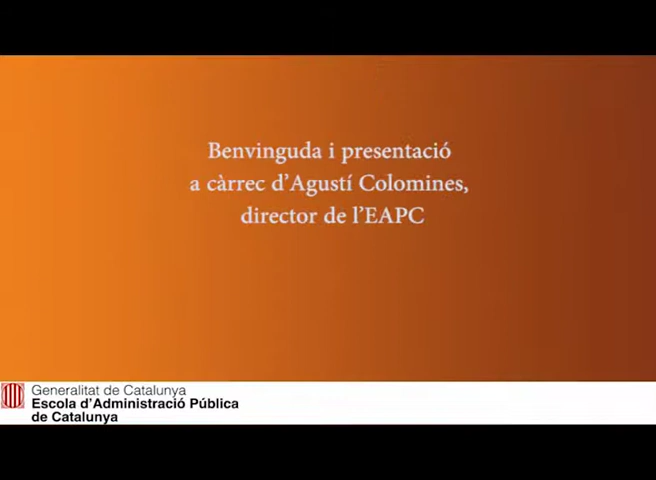 Benvinguda i presentació
a càrrec d’Agustí Colomines,
director de l’EAPC
Generalitat de Catalunya
Escola d’Administració Pública
de Catalunya